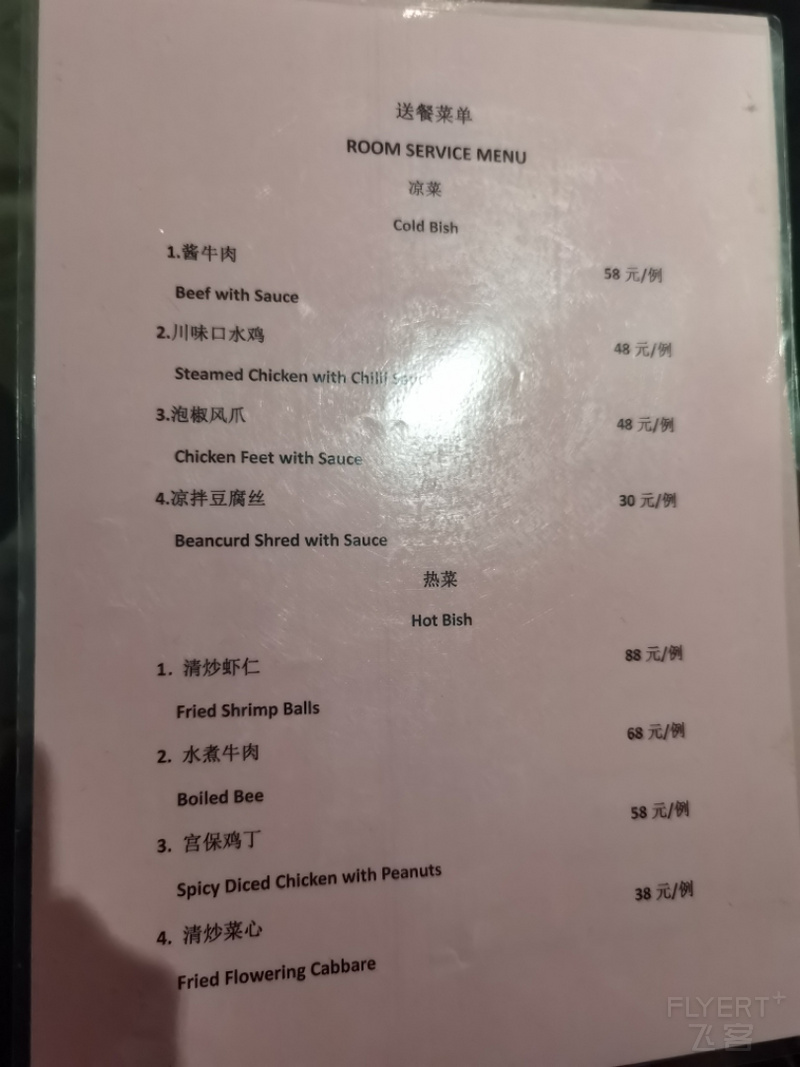 送餐菜单
ROOM SERVICE MENU
凉菜
Cold Bish
1.酱牛肉
58 元/例
Beef with Sauce
2.川味口水鸡
48 元/例
Steamed Chicken with Chilli Sauce
3.泡椒风爪
48 元/例
Chicken Feet with Sauce
4.凉拌豆腐丝
30 元/例
Beancurd Shred with Sauce
热菜
Hot Bish
1. 清炒虾仁
88 元/例
Fried Shrimp Balls
2. 水煮牛肉
68 元/例
Boiled Bee
3. 宫保鸡丁
58 元/例
Spicy Diced Chicken with Peanuts
4. 清炒菜心
38 元/例
Fried Flowering Cabbare
FLYERT+
飞客